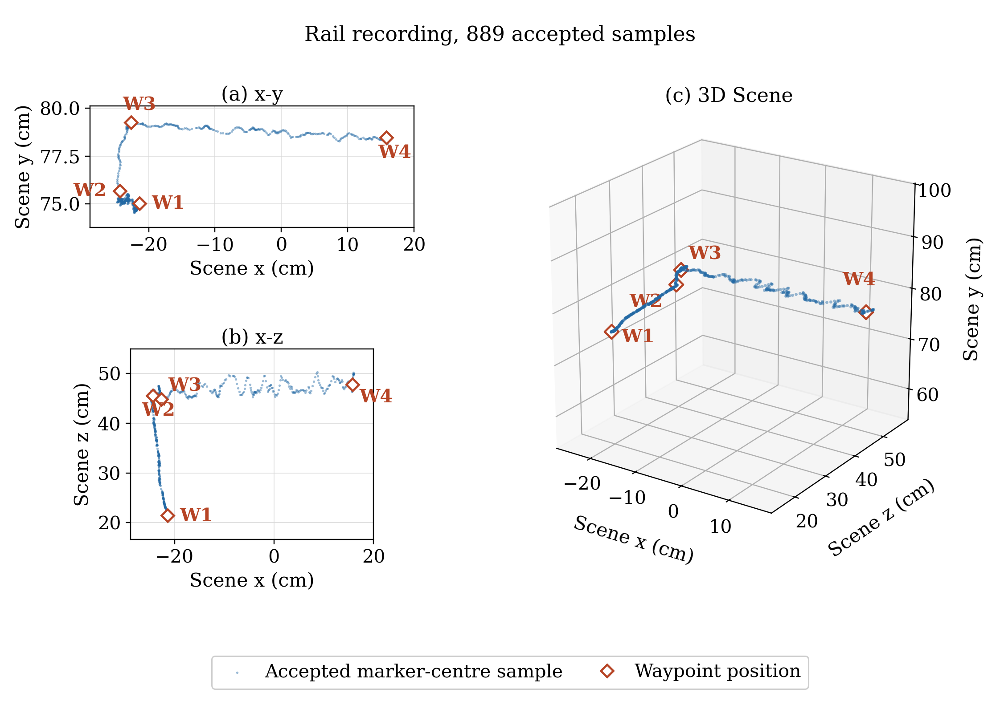 Rail recording, 889 accepted samples
(a) x-y
W3
W4
W2
W1
80.0
77.5
75.0
Scene y (cm)
−20
−10
0
10
20
Scene x (cm)
(b) x-z
W3
W2
W4
W1
50
40
30
20
Scene z (cm)
−20
0
20
Scene x (cm)
(c) 3D Scene
W3
W4
W2
W1
100
90
80
70
60
Scene y (cm)
−20
−10
0
10
Scene x (cm)
20
30
40
50
Scene z (cm)
Accepted marker-centre sample
Waypoint position